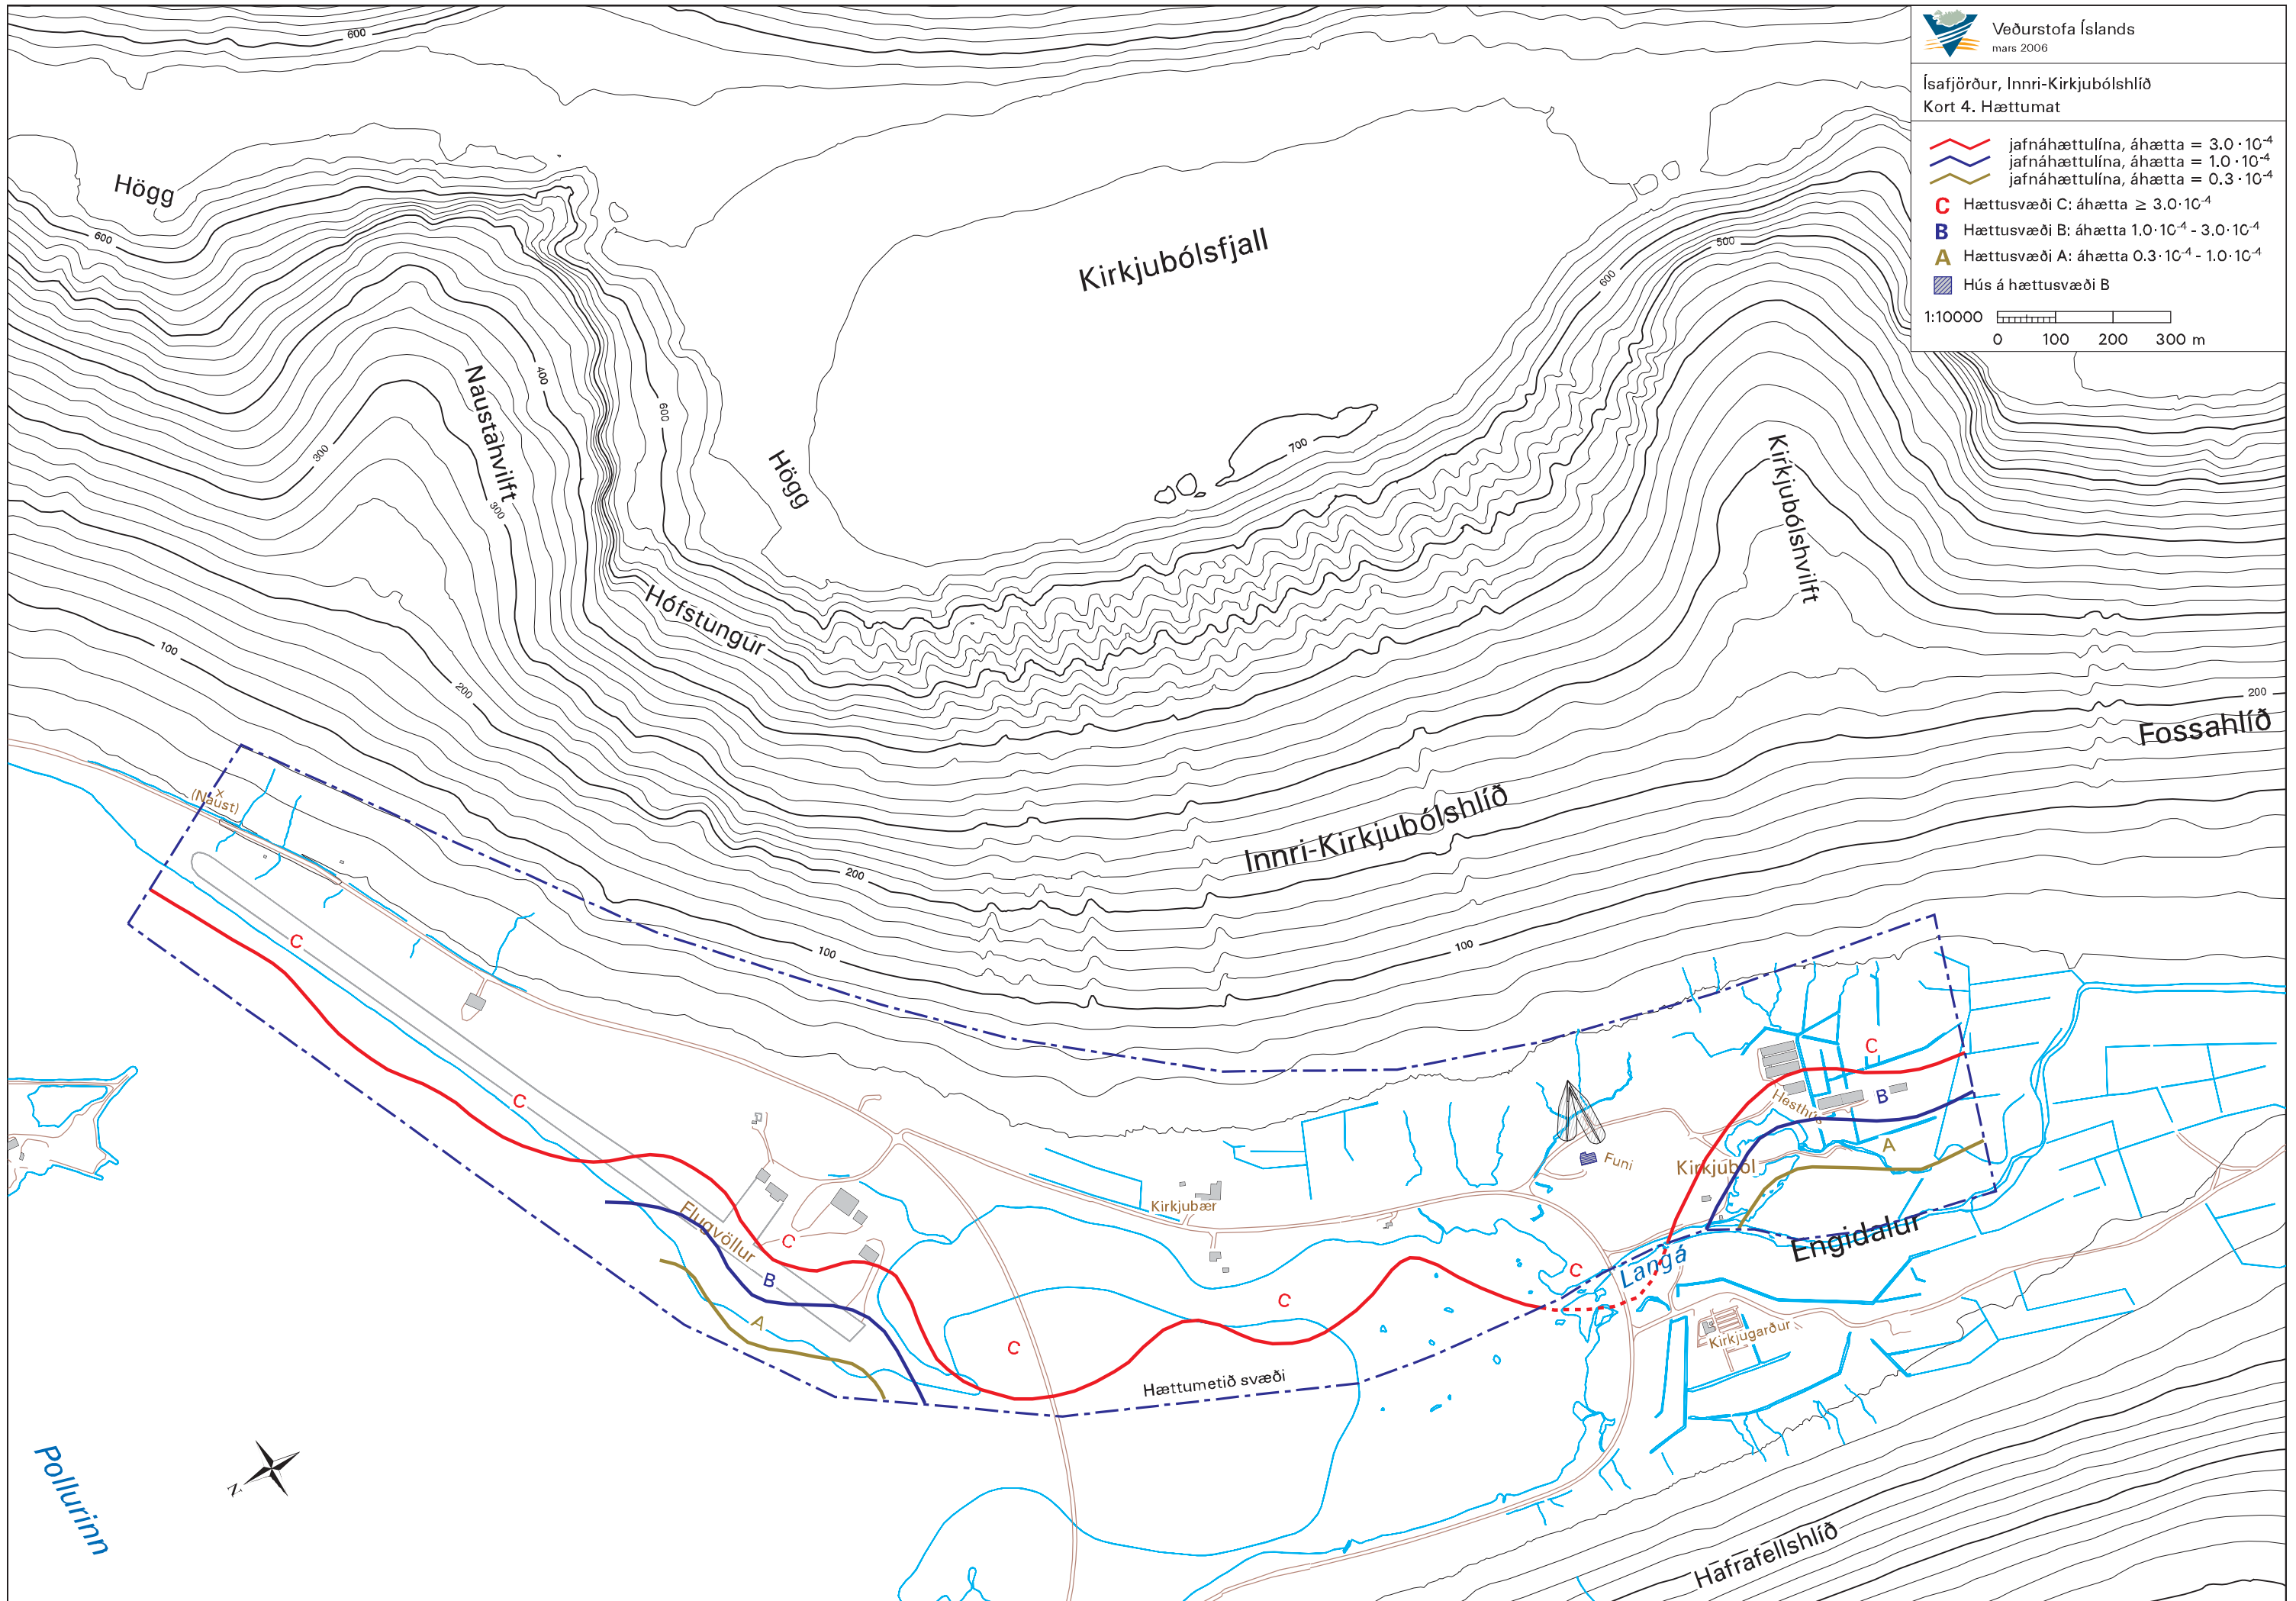 Veðurstofa Íslands
mars 2006
Ísafjörður, Innri-Kirkjubólshlíð
Kort 4. Hættumat
jafnáhættulína, áhætta = 3.0·10⁻⁴
jafnáhættulína, áhætta = 1.0·10⁻⁴
jafnáhættulína, áhætta = 0.3·10⁻⁴
C Hættusvæði C: áhætta ≥ 3.0·10⁻⁴
B Hættusvæði B: áhætta 1.0·10⁻⁴ - 3.0·10⁻⁴
A Hættusvæði A: áhætta 0.3·10⁻⁴ - 1.0·10⁻⁴
Hús á hættusvæði B
1:10000
0 100 200 300 m
600
Högg
600
Kirkjubólsfjall
500
600
Naustahvilft
400
600
300
300
Högg
700
Kirkjubólshvilft
Hófstungur
100
200
200
Fossahlíð
(Naust)
x
Innri-Kirkjubólshlíð
200
100
100
C
C
C
B
A
Hesthú
Funi
Kirkjuból
Kirkjubær
Flugvöllur
C
C
B
A
C
C
C
Langá
Engidalur
Kirkjugarður
Hættumetið svæði
N
Pollurinn
Hafrafellshlíð